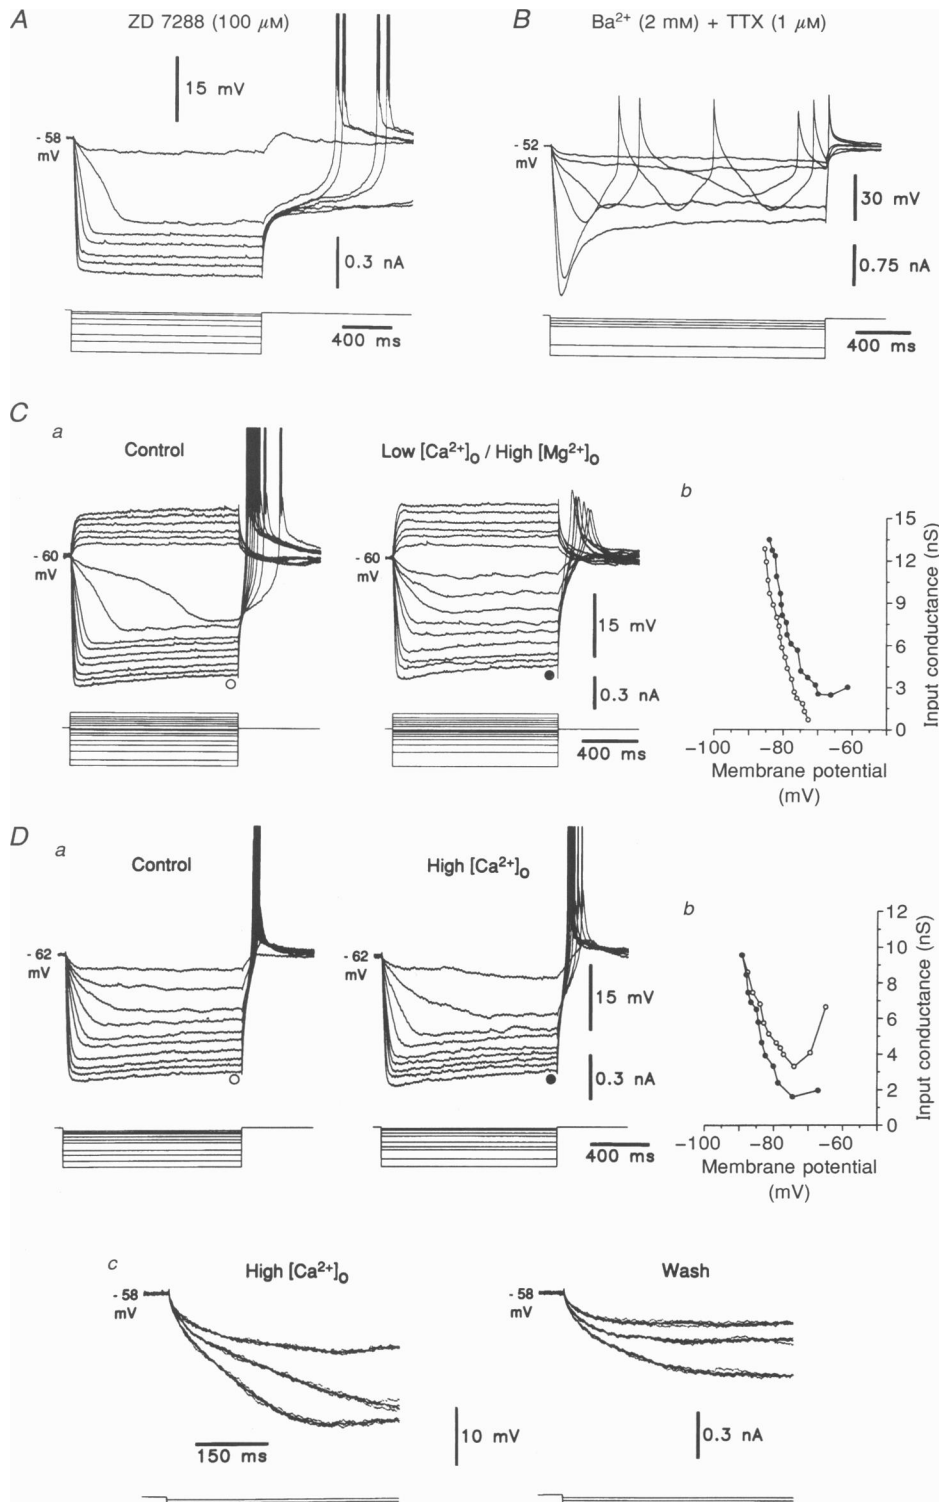 A ZD 7288 (100 μM)
15 mV
- 58
mV
0.3 nA
400 ms
B Ba²⁺ (2 mM) + TTX (1 μM)
- 52
mV
30 mV
0.75 nA
400 ms
C
a
Control
- 60
mV
Low [Ca²⁺]o / High [Mg²⁺]o
- 60
mV
15 mV
0.3 nA
400 ms
b
15
12
9
6
3
0
Input conductance (nS)
−100 −80 −60
Membrane potential
(mV)
D
a
Control
- 62
mV
High [Ca²⁺]o
- 62
mV
15 mV
0.3 nA
400 ms
b
12
10
8
6
4
2
0
Input conductance (nS)
−100 −80 −60
Membrane potential
(mV)
c
High [Ca²⁺]o
- 58
mV
150 ms
10 mV
Wash
- 58
mV
0.3 nA